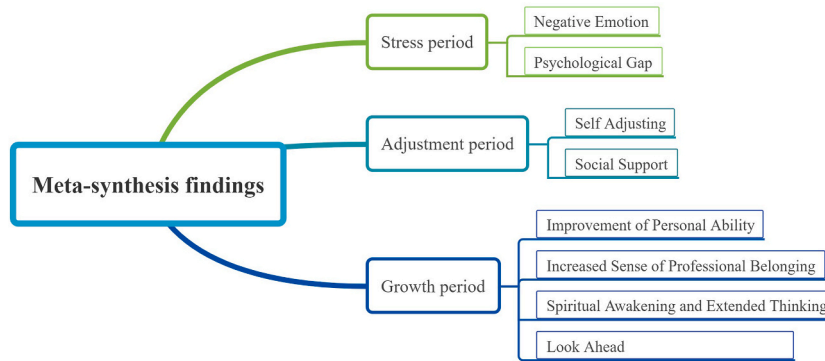 Negative Emotion
Stress period
Psychological Gap
Self Adjusting
Adjustment period
Social Support
Meta-synthesis findings
Improvement of Personal Ability
Increased Sense of Professional Belonging
Growth period
Spiritual Awakening and Extended Thinking
Look Ahead